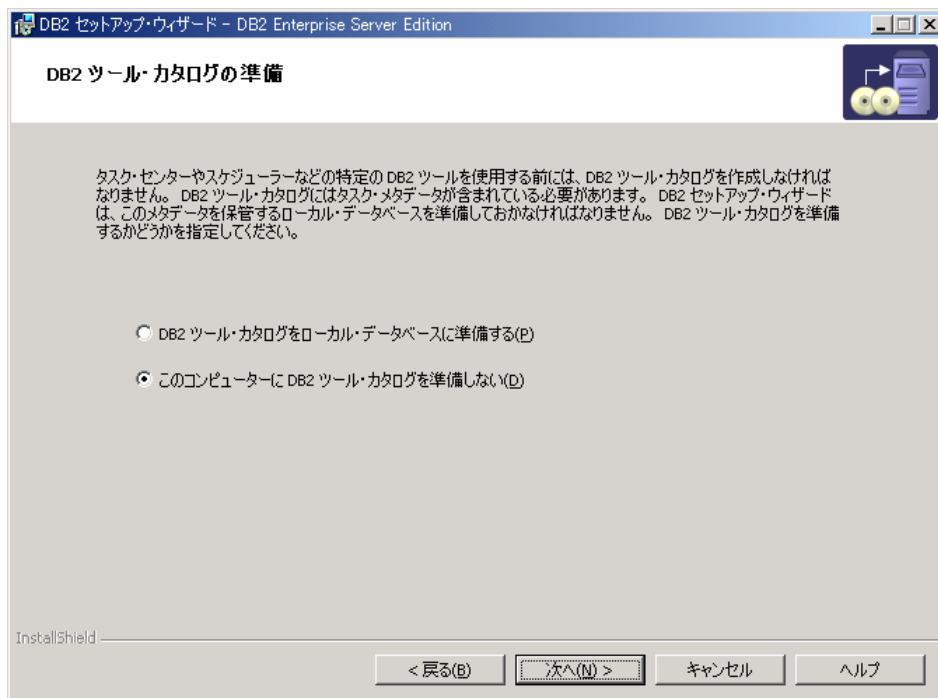 DB2 セットアップ・ウィザード - DB2 Enterprise Server Edition
DB2 ツール・カタログの準備
タスク・センターやスケジューラーなどの特定の DB2 ツールを使用する前には、DB2 ツール・カタログを作成しなければ
なりません。 DB2 ツール・カタログにはタスク・メタデータが含まれている必要があります。 DB2 セットアップ・ウィザード
は、このメタデータを保管するローカル・データベースを準備しておかなければなりません。 DB2 ツール・カタログを準備
するかどうかを指定してください。
DB2 ツール・カタログをローカル・データベースに準備する(P)
このコンピューターに DB2 ツール・カタログを準備しない(D)
InstallShield
< 戻る(B)
次へ(N) >
キャンセル
ヘルプ